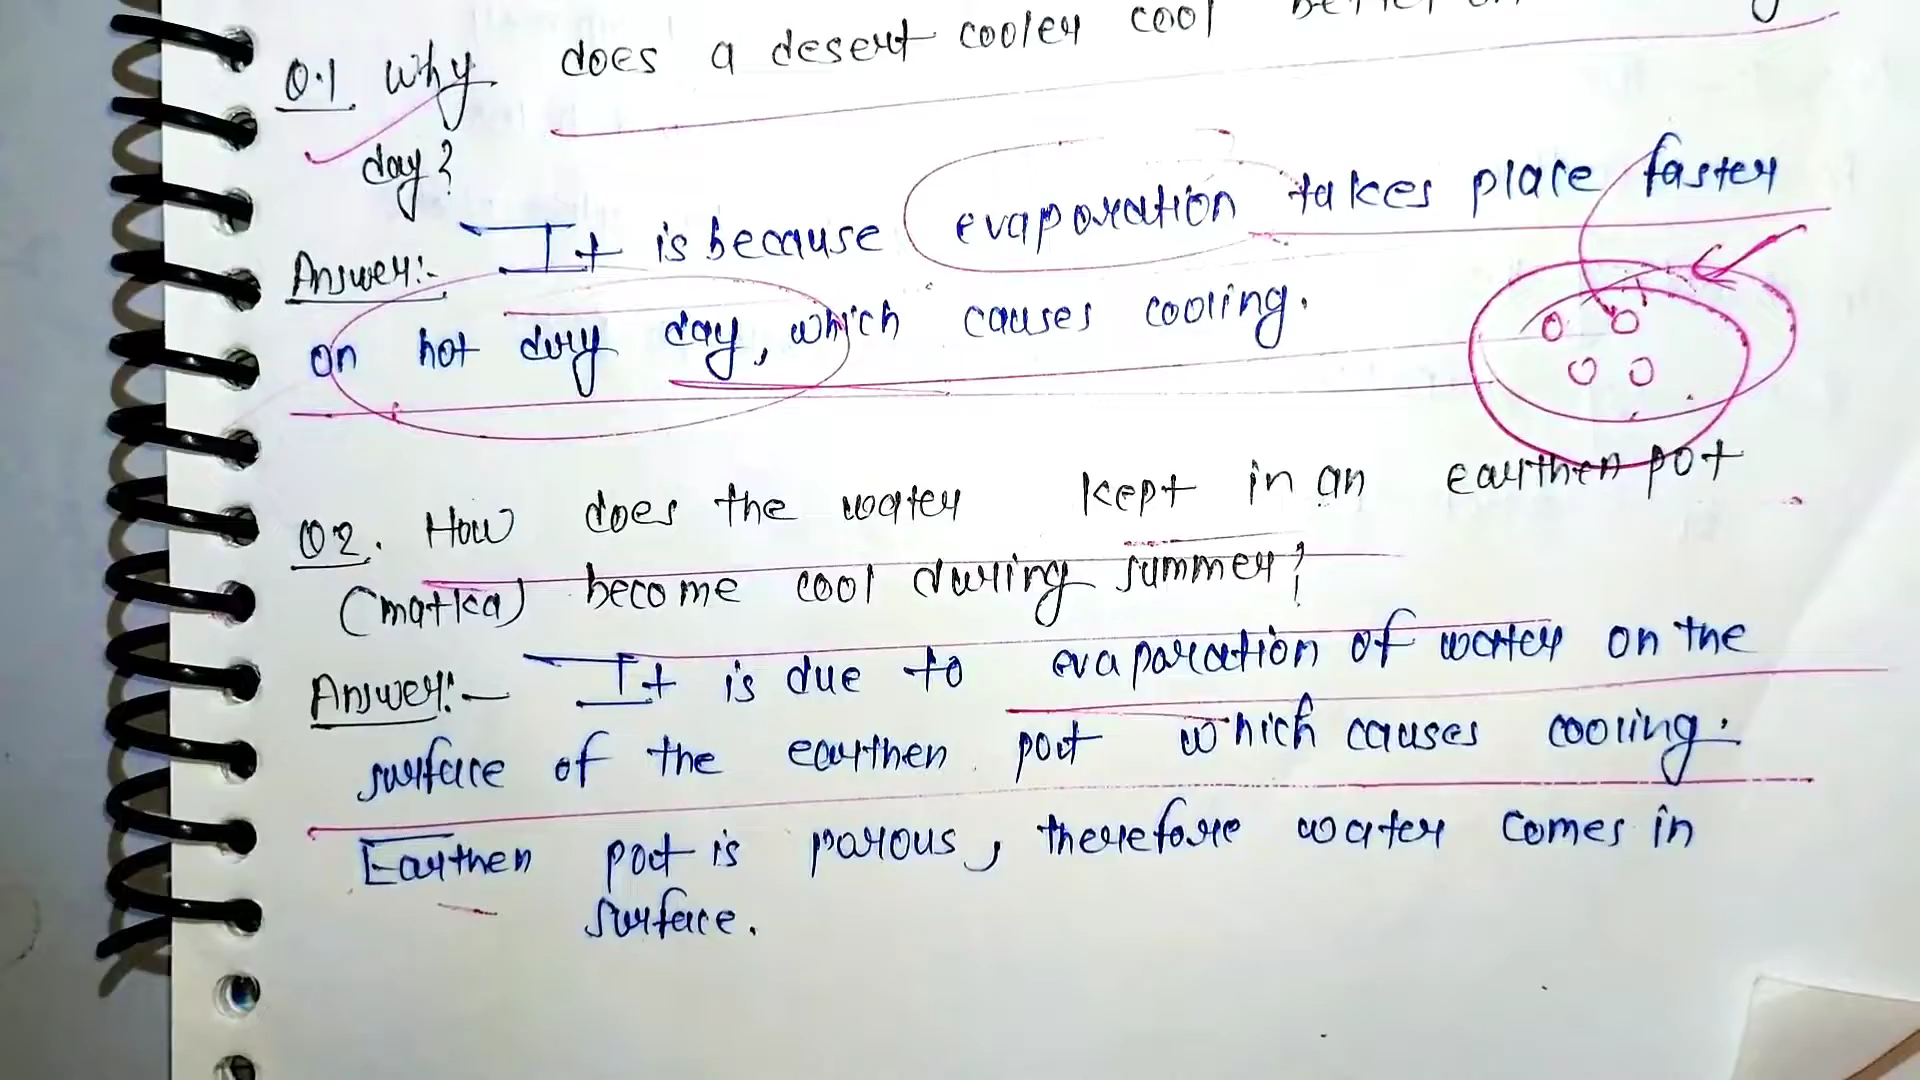 Q.1 Why does a desert cooler cool
day?
Answer:- It is because evaporation takes place faster
on hot dry day, which causes cooling.
Q2. How does the water kept in an earthen pot
(matka) become cool during summer?
Answer:- It is due to evaporation of water on the
surface of the earthen pot which causes cooling.
Earthen pot is porous, therefore water comes in
surface.